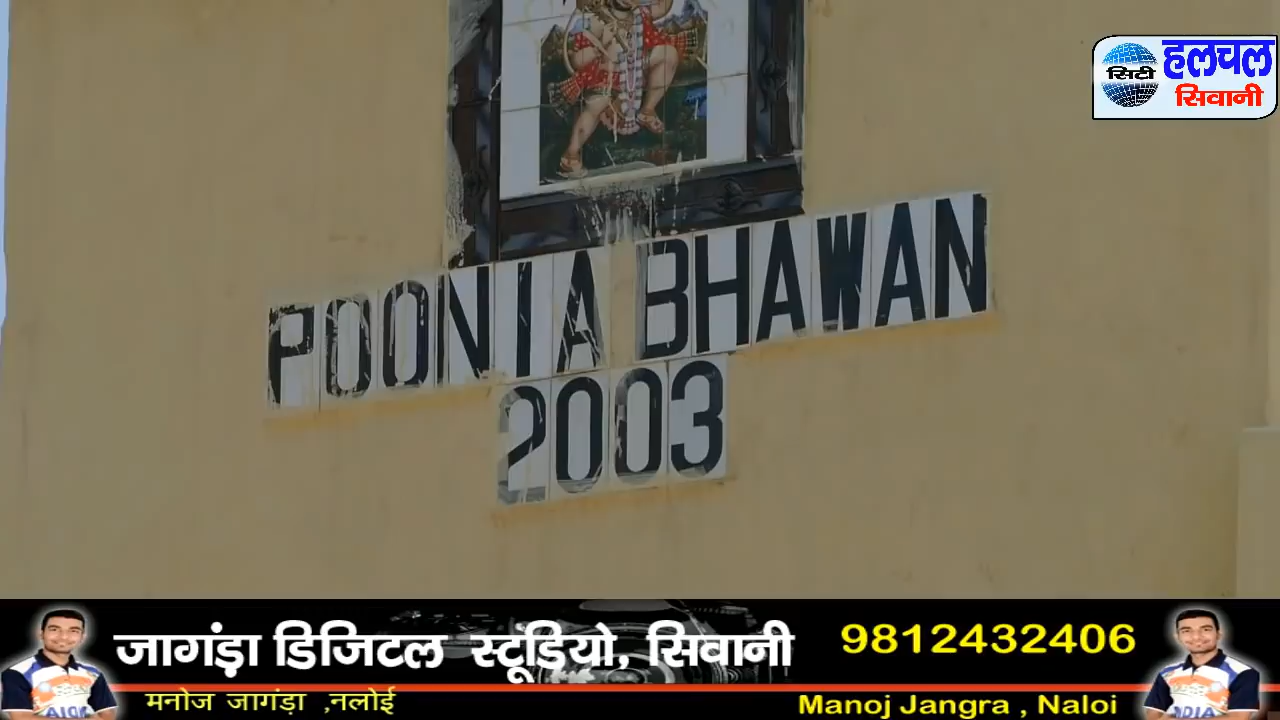 सिटी
हलचल
सिवानी
POONIA BHAWAN
2003
जागंड़ा डिजिटल स्टूंडियो, सिवानी
9812432406
मनोज जागंड़ा ,नलोई
Manoj Jangra , Naloi